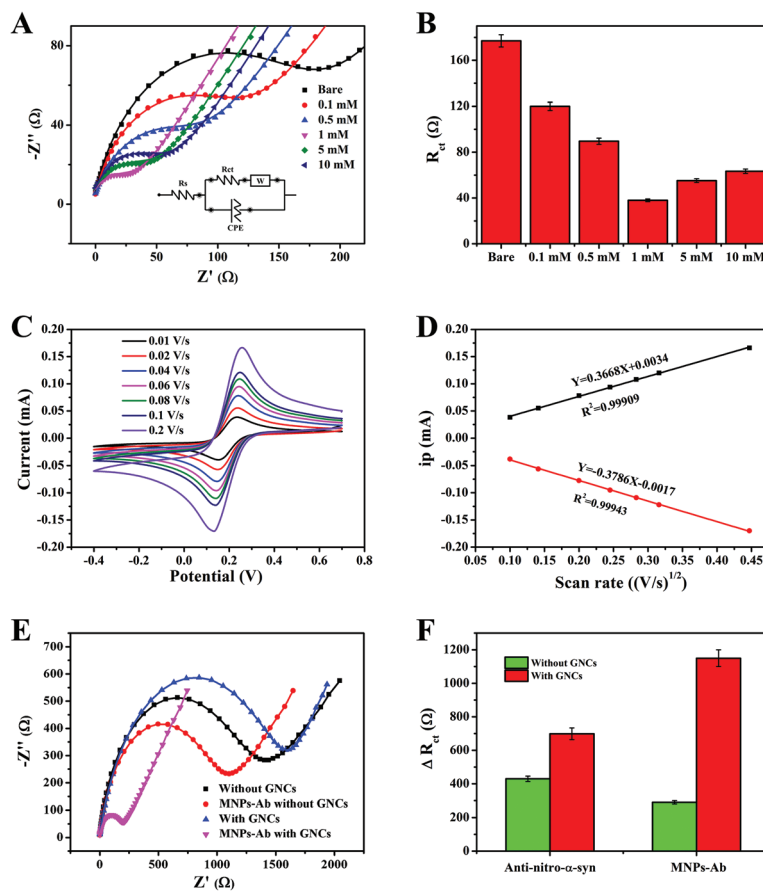 A
80
40
0
-Z'' (Ω)
Bare
0.1 mM
0.5 mM
1 mM
5 mM
10 mM
Rs
Rct
W
CPE
0 50 100 150 200
Z' (Ω)
B
160
120
80
40
0
Rct (Ω)
Bare 0.1 mM 0.5 mM 1 mM 5 mM 10 mM
C
0.20
0.15
0.10
0.05
0.00
-0.05
-0.10
-0.15
-0.20
Current (mA)
0.01 V/s
0.02 V/s
0.04 V/s
0.06 V/s
0.08 V/s
0.1 V/s
0.2 V/s
-0.4 -0.2 0.0 0.2 0.4 0.6 0.8
Potential (V)
D
0.20
0.15
0.10
0.05
0.00
-0.05
-0.10
-0.15
-0.20
ip (mA)
Y=0.3668X+0.0034
R²=0.99909
Y=-0.3786X-0.0017
R²=0.99943
0.05 0.10 0.15 0.20 0.25 0.30 0.35 0.40 0.45
Scan rate ((V/s)^1/2)
E
700
600
500
400
300
200
100
0
-Z'' (Ω)
Without GNCs
MNPs-Ab without GNCs
With GNCs
MNPs-Ab with GNCs
0 500 1000 1500 2000
Z' (Ω)
F
1200
1000
800
600
400
200
0
Δ Rct (Ω)
Without GNCs
With GNCs
Anti-nitro-α-syn MNPs-Ab